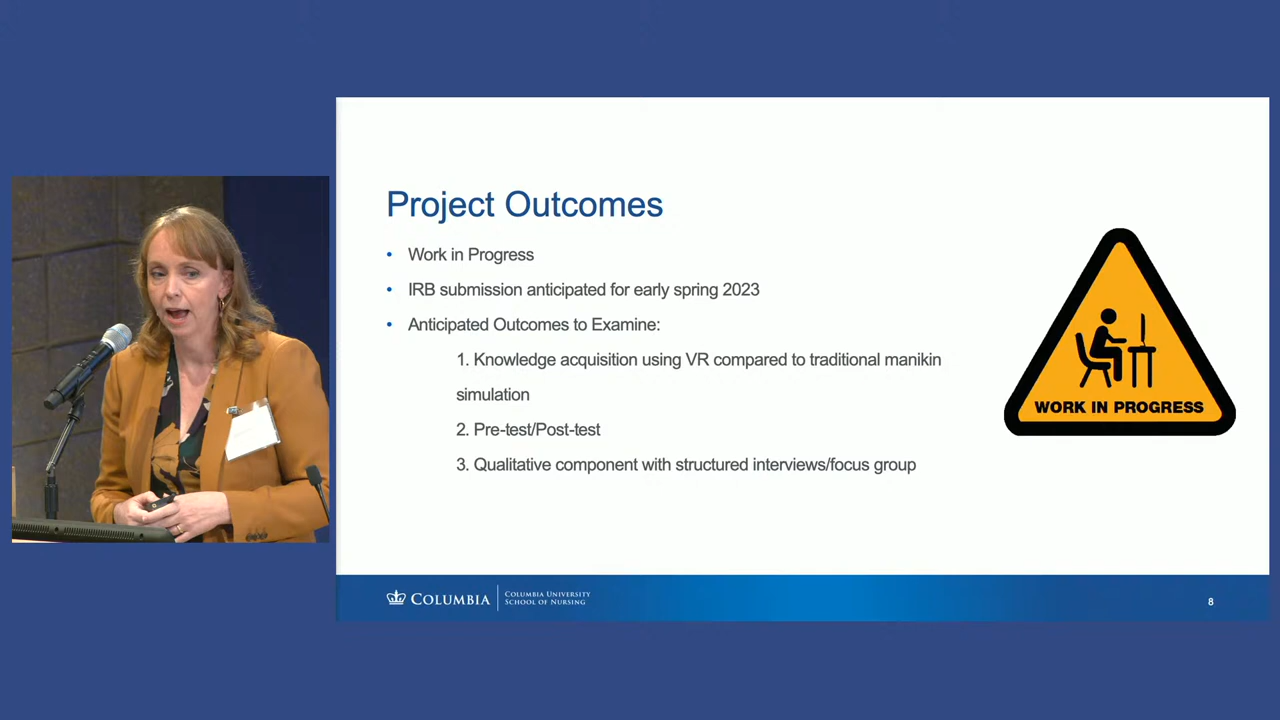 Project Outcomes
• Work in Progress
• IRB submission anticipated for early spring 2023
• Anticipated Outcomes to Examine:
1. Knowledge acquisition using VR compared to traditional manikin
simulation
2. Pre-test/Post-test
3. Qualitative component with structured interviews/focus group
WORK IN PROGRESS
COLUMBIA
COLUMBIA UNIVERSITY
SCHOOL OF NURSING
8